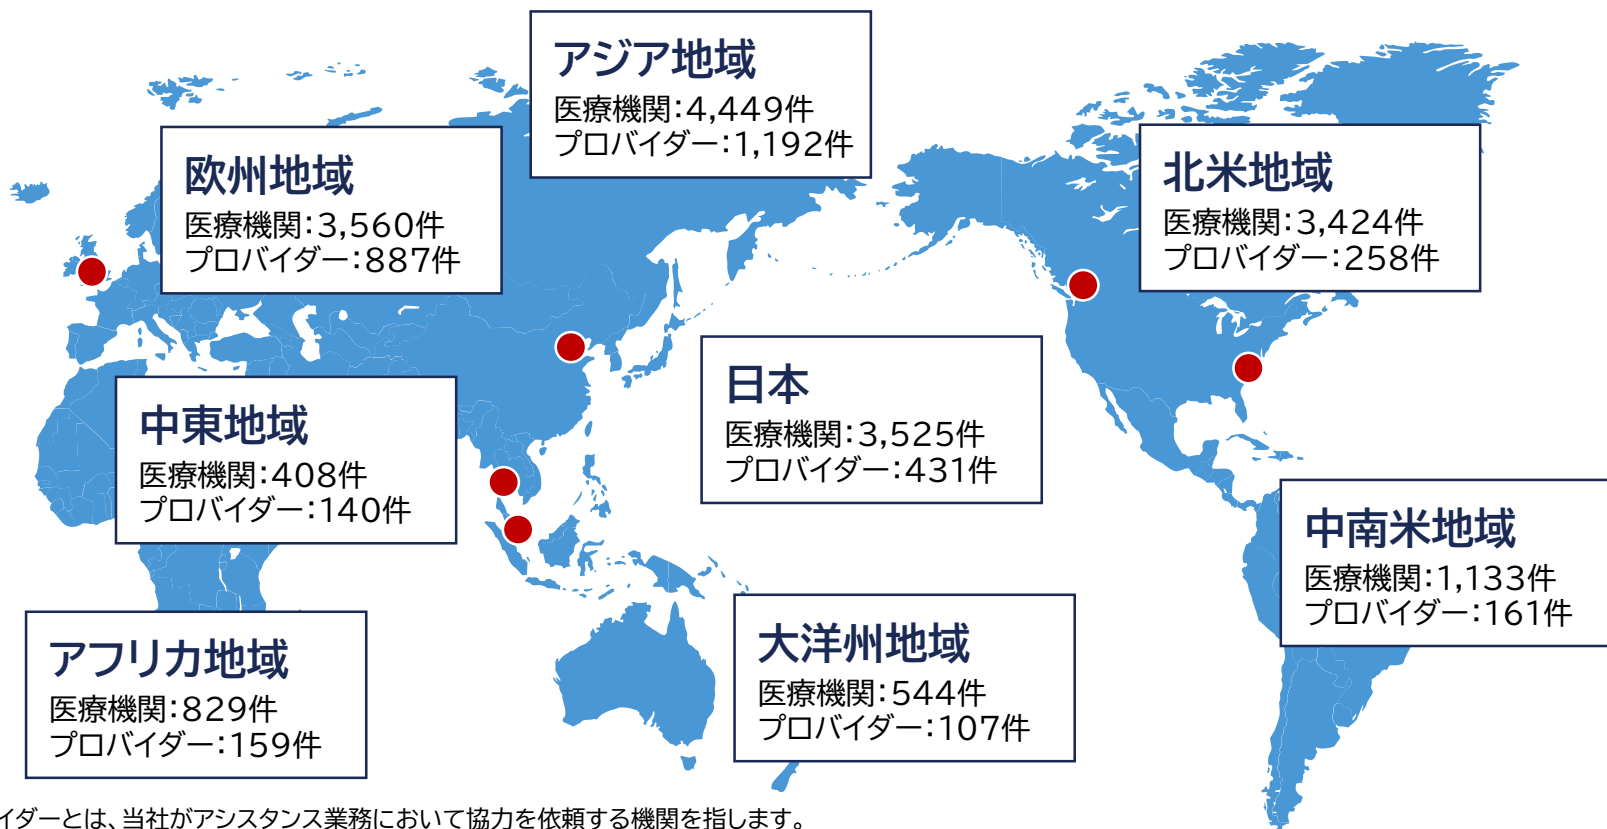 アジア地域
医療機関：4,449件
プロバイダー：1,192件
欧州地域
医療機関：3,560件
プロバイダー：887件
北米地域
医療機関：3,424件
プロバイダー：258件
日本
医療機関：3,525件
プロバイダー：431件
中東地域
医療機関：408件
プロバイダー：140件
中南米地域
医療機関：1,133件
プロバイダー：161件
アフリカ地域
医療機関：829件
プロバイダー：159件
大洋州地域
医療機関：544件
プロバイダー：107件
イダーとは、当社がアシスタンス業務において協力を依頼する機関を指します。